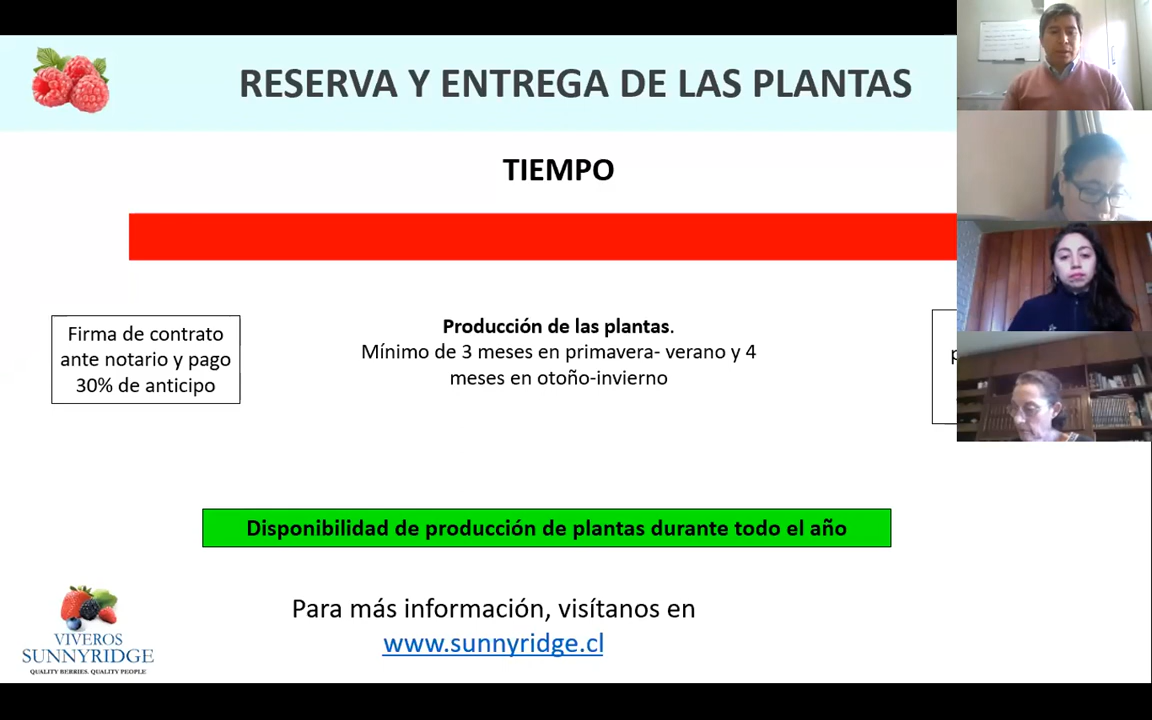 RESERVA Y ENTREGA DE LAS PLANTAS
TIEMPO
Firma de contrato
ante notario y pago
30% de anticipo
Producción de las plantas.
Mínimo de 3 meses en primavera- verano y 4
meses en otoño-invierno
Disponibilidad de producción de plantas durante todo el año
Para más información, visítanos en
www.sunnyridge.cl
VIVEROS
SUNNYRIDGE
QUALITY BERRIES. QUALITY PEOPLE